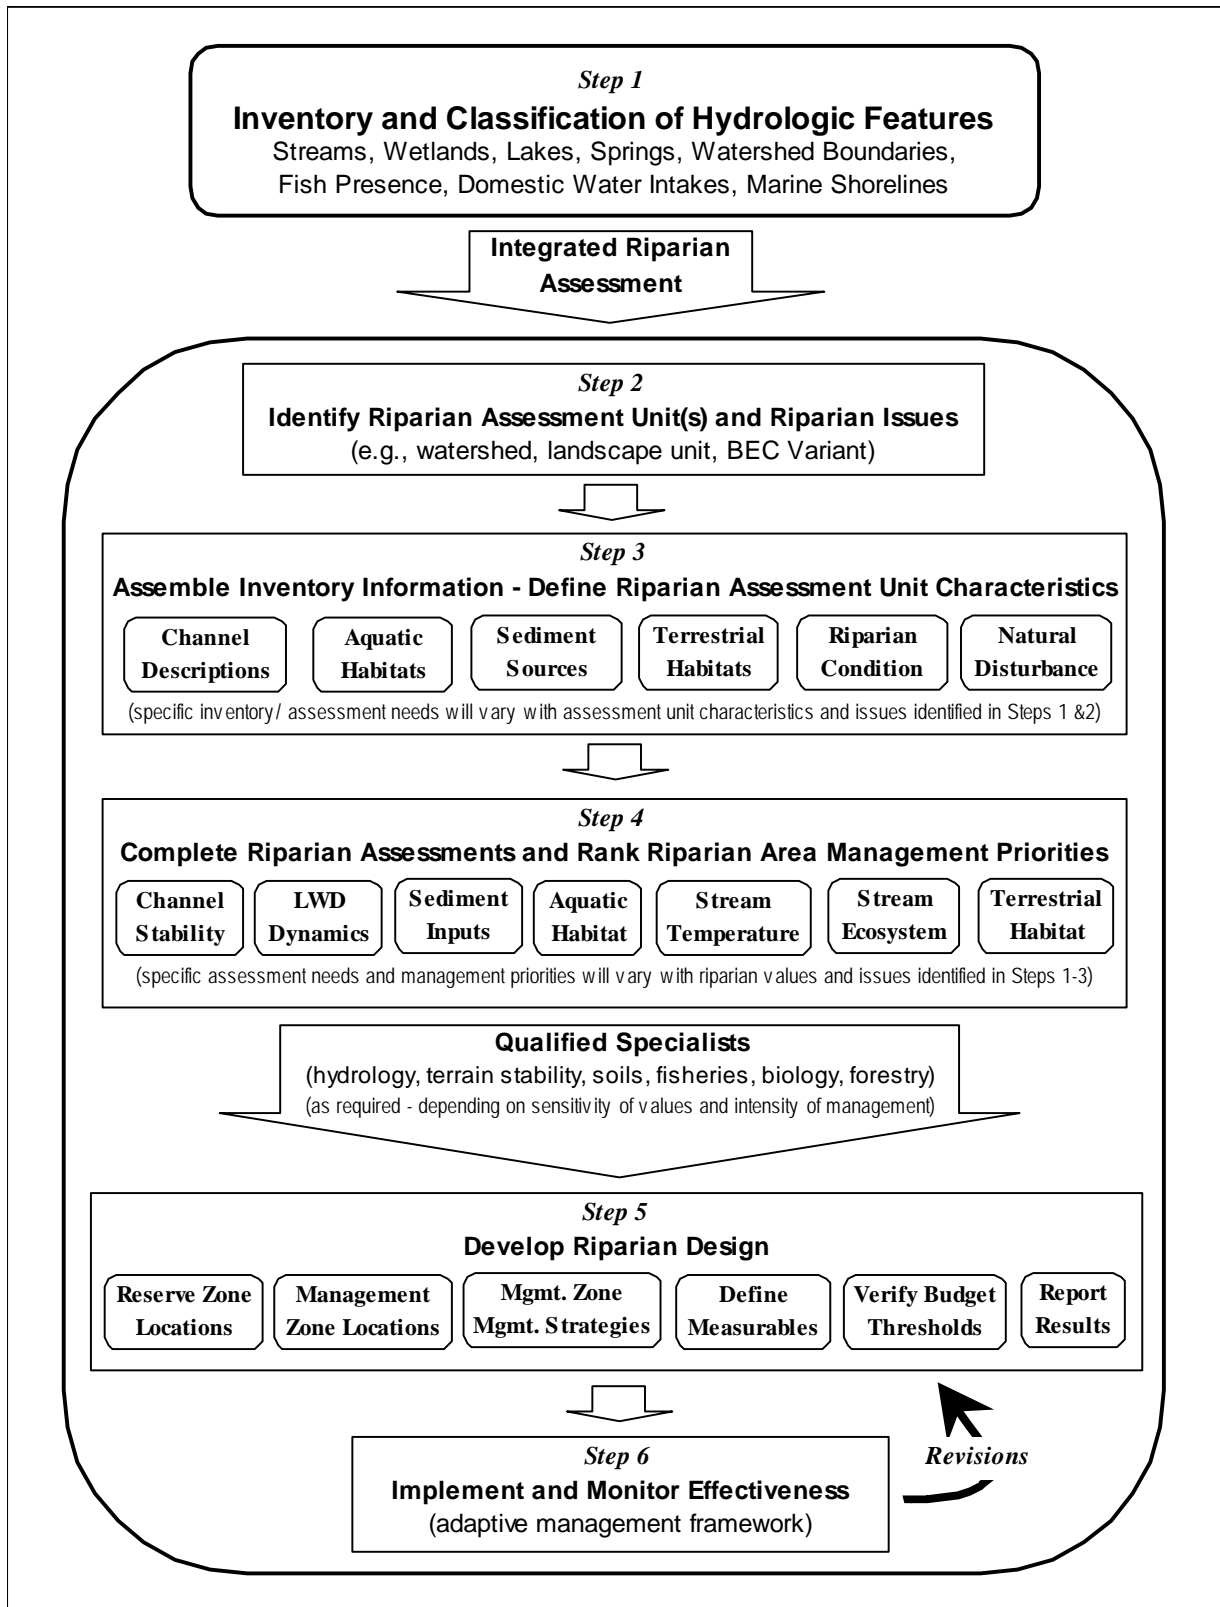 Step 1
Inventory and Classification of Hydrologic Features
Streams, Wetlands, Lakes, Springs, Watershed Boundaries,
Fish Presence, Domestic Water Intakes, Marine Shorelines
Integrated Riparian
Assessment
Step 2
Identify Riparian Assessment Unit(s) and Riparian Issues
(e.g., watershed, landscape unit, BEC Variant)
Step 3
Assemble Inventory Information - Define Riparian Assessment Unit Characteristics
Channel
Descriptions
Aquatic
Habitats
Sediment
Sources
Terrestrial
Habitats
Riparian
Condition
Natural
Disturbance
(specific inventory/ assessment needs will vary with assessment unit characteristics and issues identified in Steps 1 &2)
Step 4
Complete Riparian Assessments and Rank Riparian Area Management Priorities
Channel
Stability
LWD
Dynamics
Sediment
Inputs
Aquatic
Habitat
Stream
Temperature
Stream
Ecosystem
Terrestrial
Habitat
(specific assessment needs and management priorities will vary with riparian values and issues identified in Steps 1-3)
Qualified Specialists
(hydrology, terrain stability, soils, fisheries, biology, forestry)
(as required - depending on sensitivity of values and intensity of management)
Step 5
Develop Riparian Design
Reserve Zone
Locations
Management
Zone Locations
Mgmt. Zone
Mgmt. Strategies
Define
Measurables
Verify Budget
Thresholds
Report
Results
Step 6
Implement and Monitor Effectiveness
(adaptive management framework)
Revisions